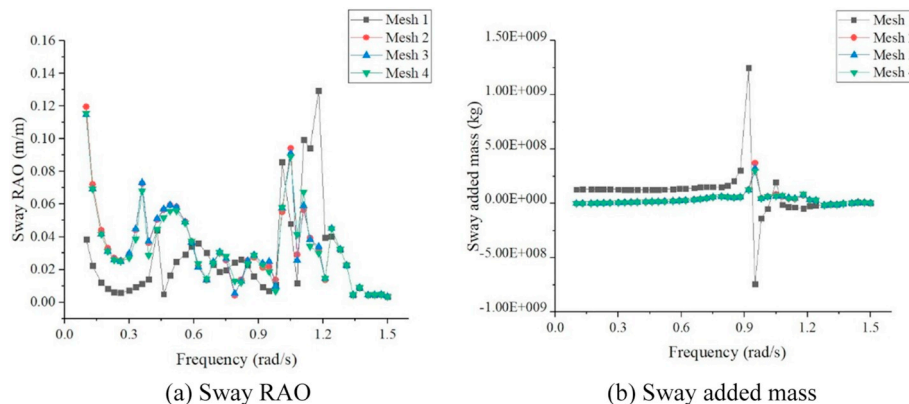 Mesh 1
Mesh 2
Mesh 3
Mesh 4
0.16
0.14
0.12
0.10
0.08
0.06
0.04
0.02
0.00
Sway RAO (m/m)
0.0 0.3 0.6 0.9 1.2 1.5
Frequency (rad/s)
(a) Sway RAO
Mesh
Mesh
Mesh
Mesh
1.50E+009
1.00E+009
5.00E+008
0.00E+000
-5.00E+008
-1.00E+009
Sway added mass (kg)
0.0 0.3 0.6 0.9 1.2 1.5
Frequency (rad/s)
(b) Sway added mass